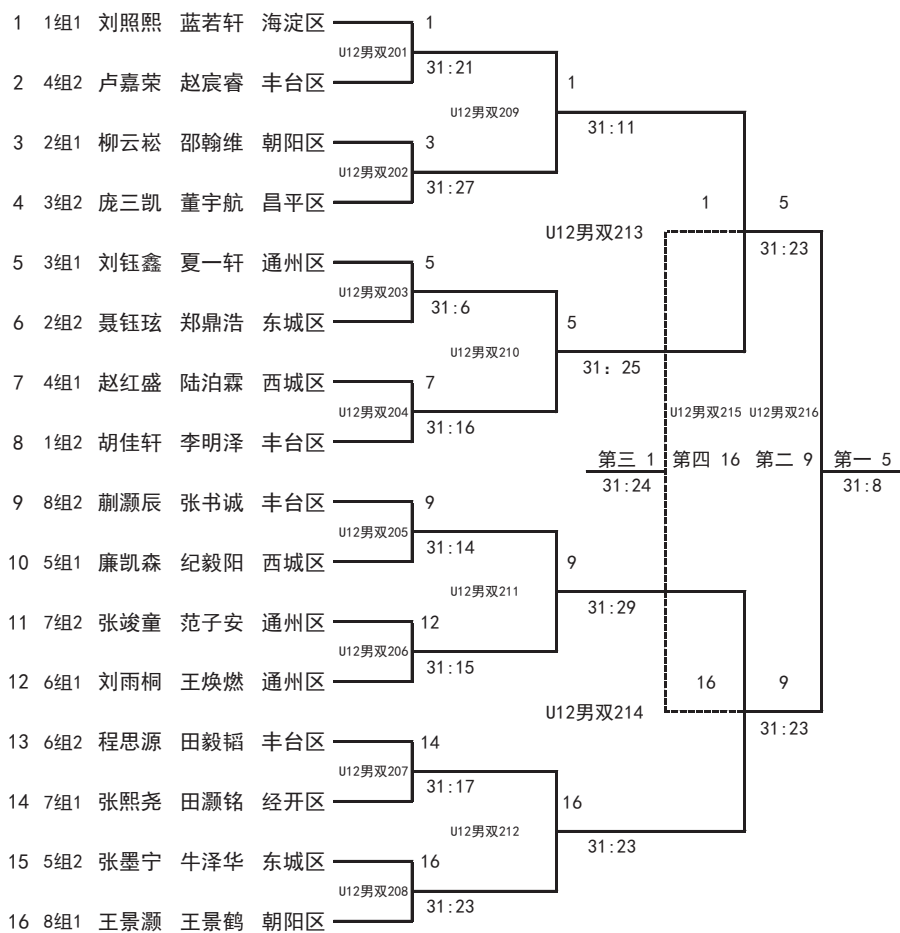 1 1组1 刘照熙 蓝若轩 海淀区 1
U12男双201
31:21
2 4组2 卢嘉荣 赵宸睿 丰台区 1
U12男双209
31:11
3 2组1 柳云崧 邵翰维 朝阳区 3
U12男双202
31:27
4 3组2 庞三凯 董宇航 昌平区 1 5
U12男双213
31:23
5 3组1 刘钰鑫 夏一轩 通州区 5
U12男双203
31:6
6 2组2 聂钰玹 郑鼎浩 东城区 5
U12男双210
31: 25
7 4组1 赵红盛 陆泊霖 西城区 7
U12男双204 U12男双215 U12男双216
31:16
8 1组2 胡佳轩 李明泽 丰台区
第三 1 第四 16 第二 9 第一 5
31:24 31:8
9 8组2 蒯灏辰 张书诚 丰台区 9
U12男双205
31:14
10 5组1 廉凯森 纪毅阳 西城区 9
U12男双211
31:29
11 7组2 张竣童 范子安 通州区 12
U12男双206
31:15
12 6组1 刘雨桐 王焕燃 通州区 16 9
U12男双214
31:23
13 6组2 程思源 田毅韬 丰台区 14
U12男双207
31:17
14 7组1 张熙尧 田灏铭 经开区 16
U12男双212
31:23
15 5组2 张墨宁 牛泽华 东城区 16
U12男双208
31:23
16 8组1 王景灏 王景鹤 朝阳区